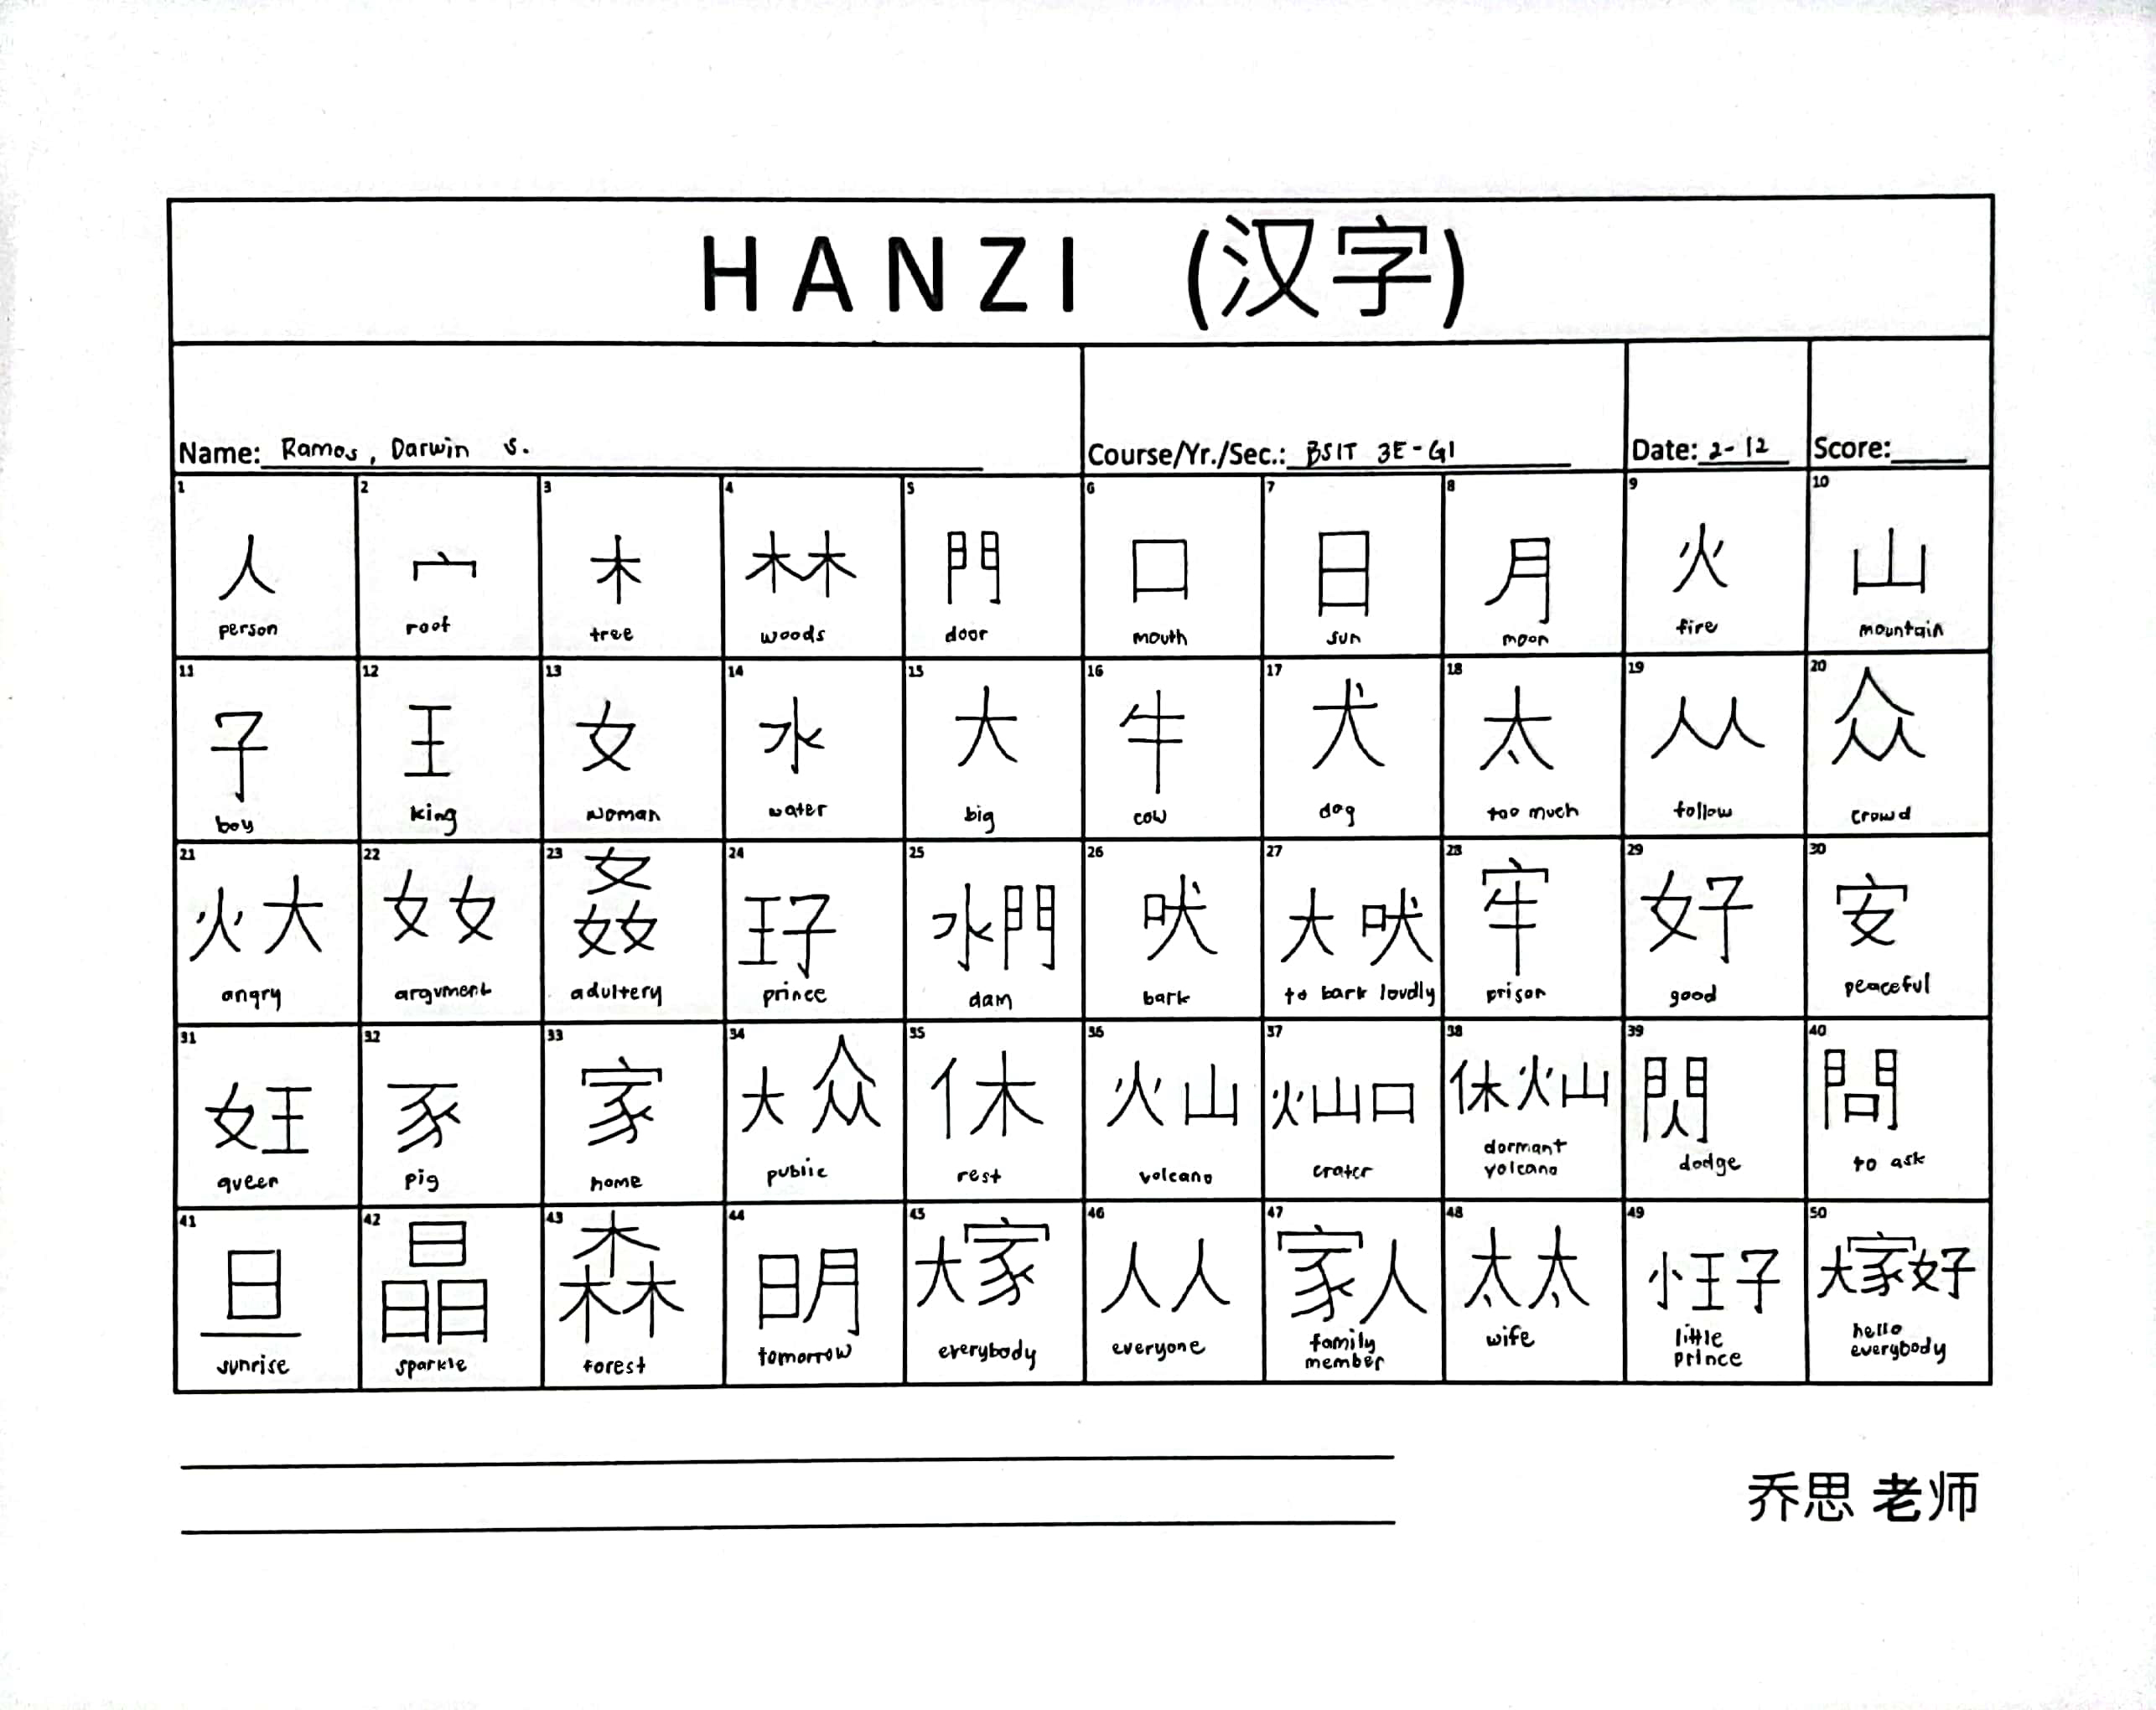 HANZI (汉字)
Name: Ramos, Darwin S. Course/Yr./Sec.: BSIT 3E-G1 Date: 2-12 Score:
1 2 3 4 5 6 7 8 9 10
人 宀 木 林 門 口 日 月 火 山
person roof tree woods door mouth sun moon fire mountain
11 12 13 14 15 16 17 18 19 20
子 王 女 水 大 牛 犬 太 从 众
boy king woman water big cow dog too much follow crowd
21 22 23 24 25 26 27 28 29 30
火大 女女 姦 王子 水門 吠 大吠 牢 好 安
angry argument adultery prince dam bark to bark loudly prison good peaceful
31 32 33 34 35 36 37 38 39 40
女王 豕 家 大众 休 火山 火山口 休火山 閃 問
queen pig home public rest volcano crater dormant volcano dodge to ask
41 42 43 44 45 46 47 48 49 50
旦 晶 森 明 大家 人人 家人 太太 小王子 大家好
sunrise sparkle forest tomorrow everybody everyone family member wife little prince hello everybody
乔思 老师